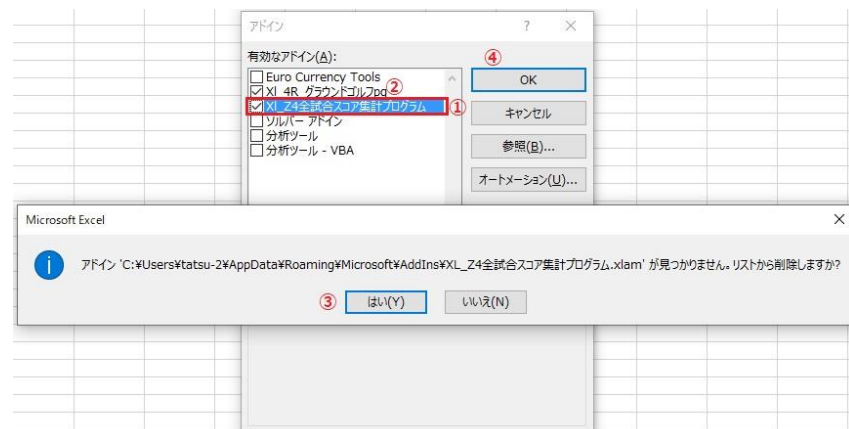 アドイン ? ×
有効なアドイン(A):
④
Euro Currency Tools
Xl_4R_グラウンドゴルフpg ②
Xl_Z4全試合スコア集計プログラム ①
ソルバー アドイン
分析ツール
分析ツール - VBA
OK
キャンセル
参照(B)...
オートメーション(U)...
Microsoft Excel ×
アドイン 'C:¥Users¥tatsu-2¥AppData¥Roaming¥Microsoft¥AddIns¥XL_Z4全試合スコア集計プログラム.xlam' が見つかりません。リストから削除しますか?
③ はい(Y) いいえ(N)